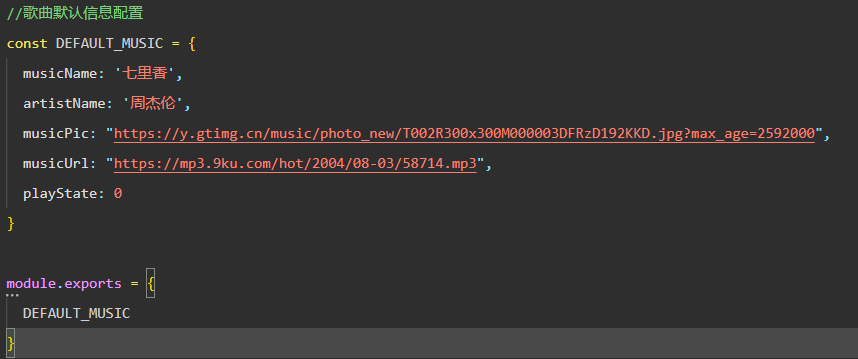 //歌曲默认信息配置
const DEFAULT_MUSIC = {
musicName: '七里香',
artistName: '周杰伦',
musicPic: "https://y.gtimg.cn/music/photo_new/T002R300x300M000003DFRzD192KKD.jpg?max_age=2592000",
musicUrl: "https://mp3.9ku.com/hot/2004/08-03/58714.mp3",
playState: 0
}
module.exports = {
DEFAULT_MUSIC
}